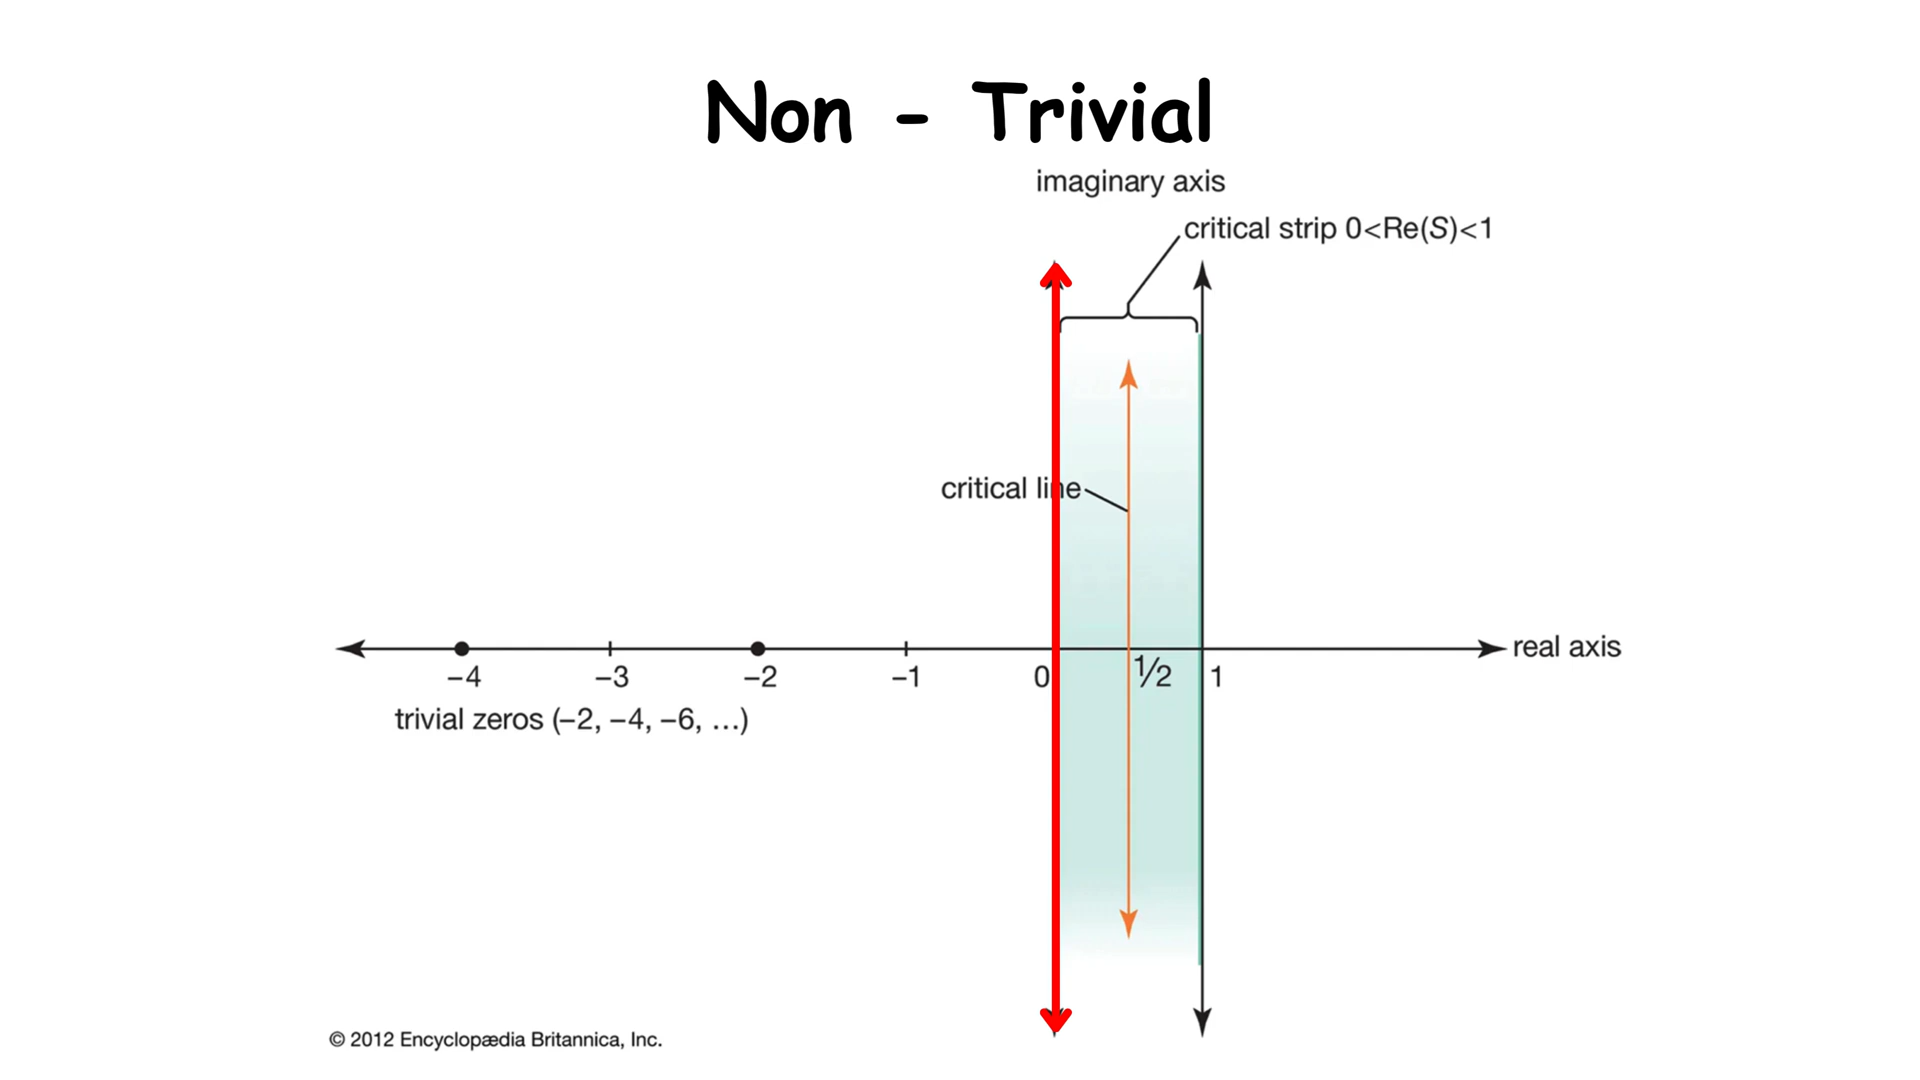 Non - Trivial
imaginary axis
critical strip 0<Re(S)<1
critical line
real axis
−4 −3 −2 −1 0 ½ 1
trivial zeros (−2, −4, −6, …)
© 2012 Encyclopædia Britannica, Inc.